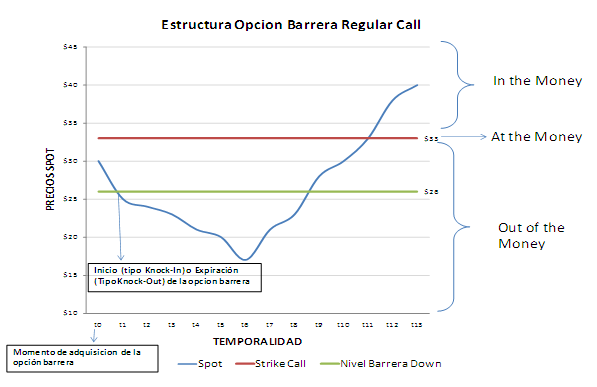 Estructura Opcion Barrera Regular Call
$45
$40
$35
$30
$25
$20
$15
$10
PRECIOS SPOT
In the Money
$33
At the Money
$26
Out of the
Money
Inicio (tipo Knock-In) o Expiración
(Tipo Knock-Out) de la opcion barrera
t0 t1 t2 t3 t4 t5 t6 t7 t8 t9 t10 t11 t12 t13
TEMPORALIDAD
Momento de adquisicion de la
opción barrera
Spot Strike Call Nivel Barrera Down